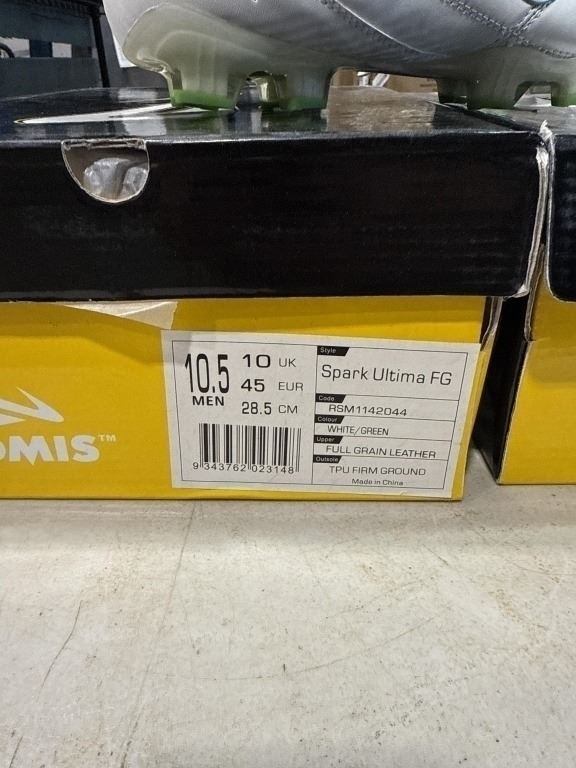 OMIS™
10.5
MEN
10 UK
45 EUR
28.5 CM
9 343762 023148
Style
Spark Ultima FG
Code
RSM1142044
Colour
WHITE/GREEN
Upper
FULL GRAIN LEATHER
Outsole
TPU FIRM GROUND
Made in China